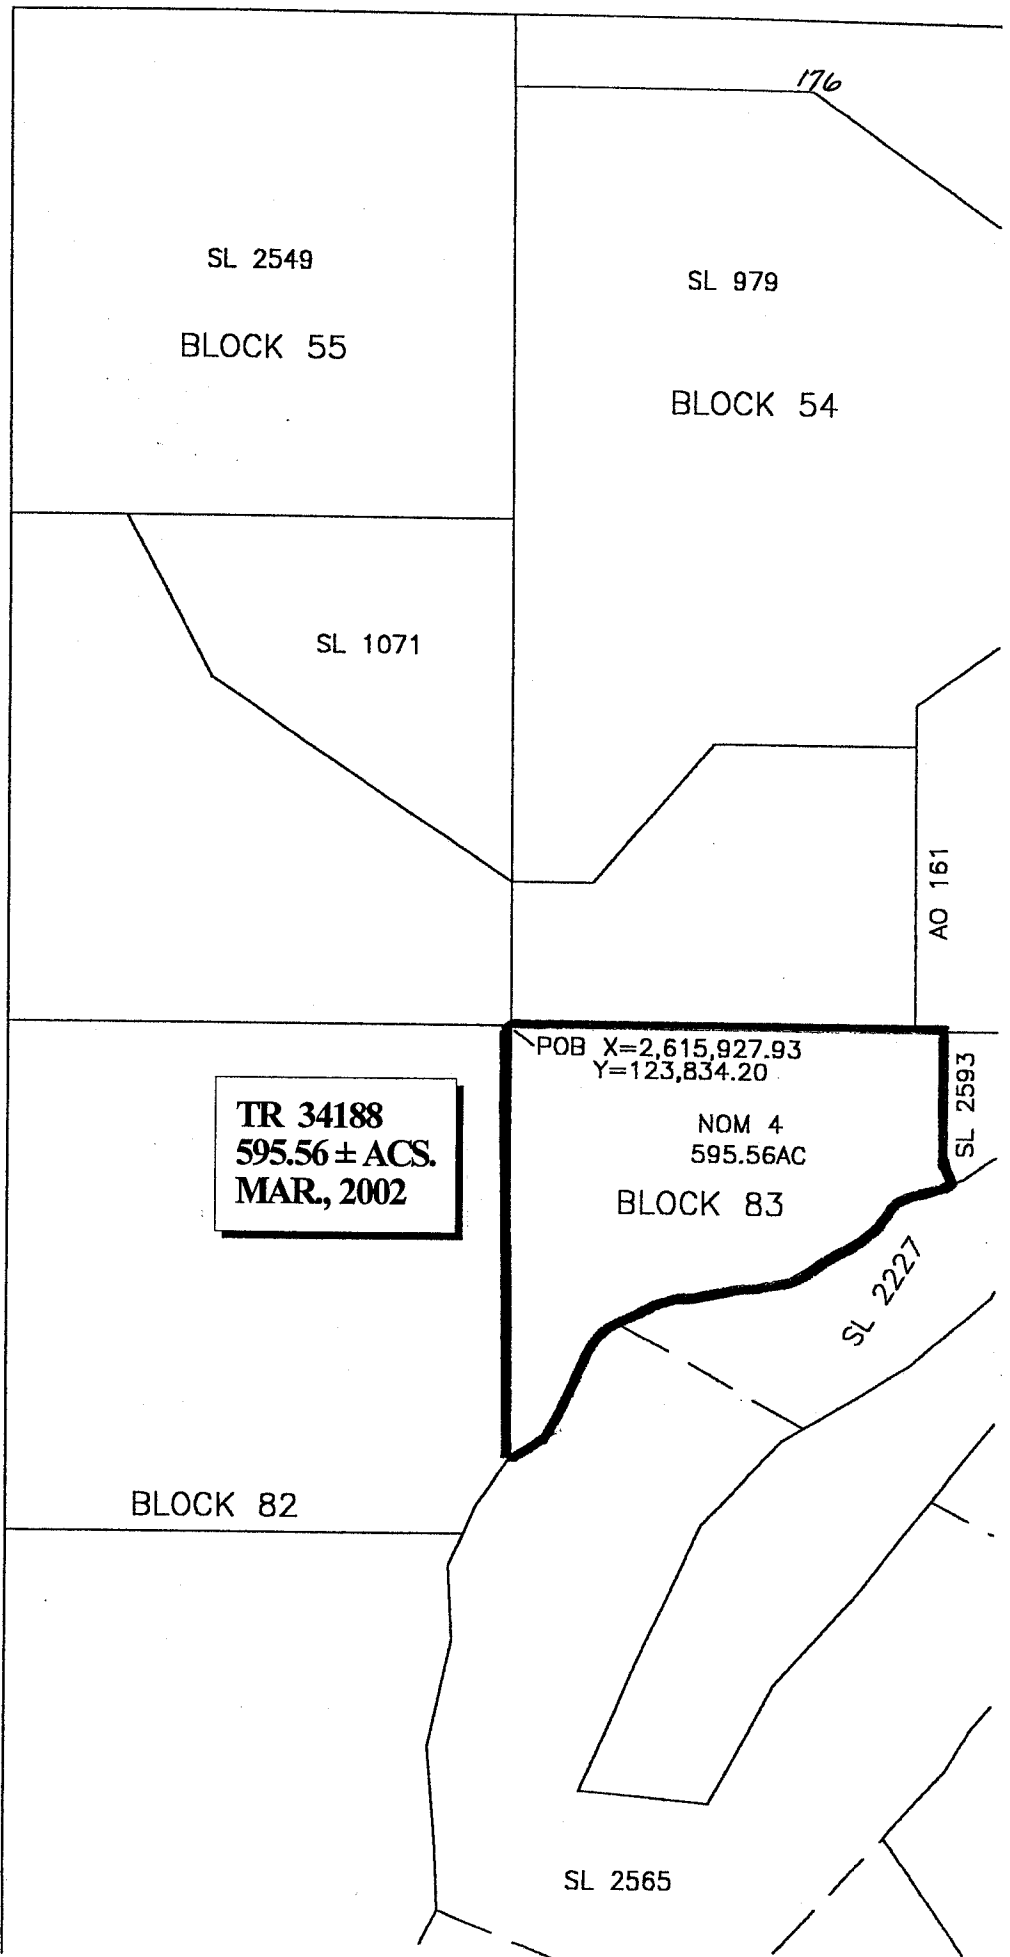 176
SL 2549
SL 979
BLOCK 55
BLOCK 54
SL 1071
AO 161
POB X=2,615,927.93
Y=123,834.20
SL 2593
TR 34188
595.56 ± ACS.
MAR., 2002
NOM 4
595.56AC
BLOCK 83
SL 2227
BLOCK 82
SL 2565